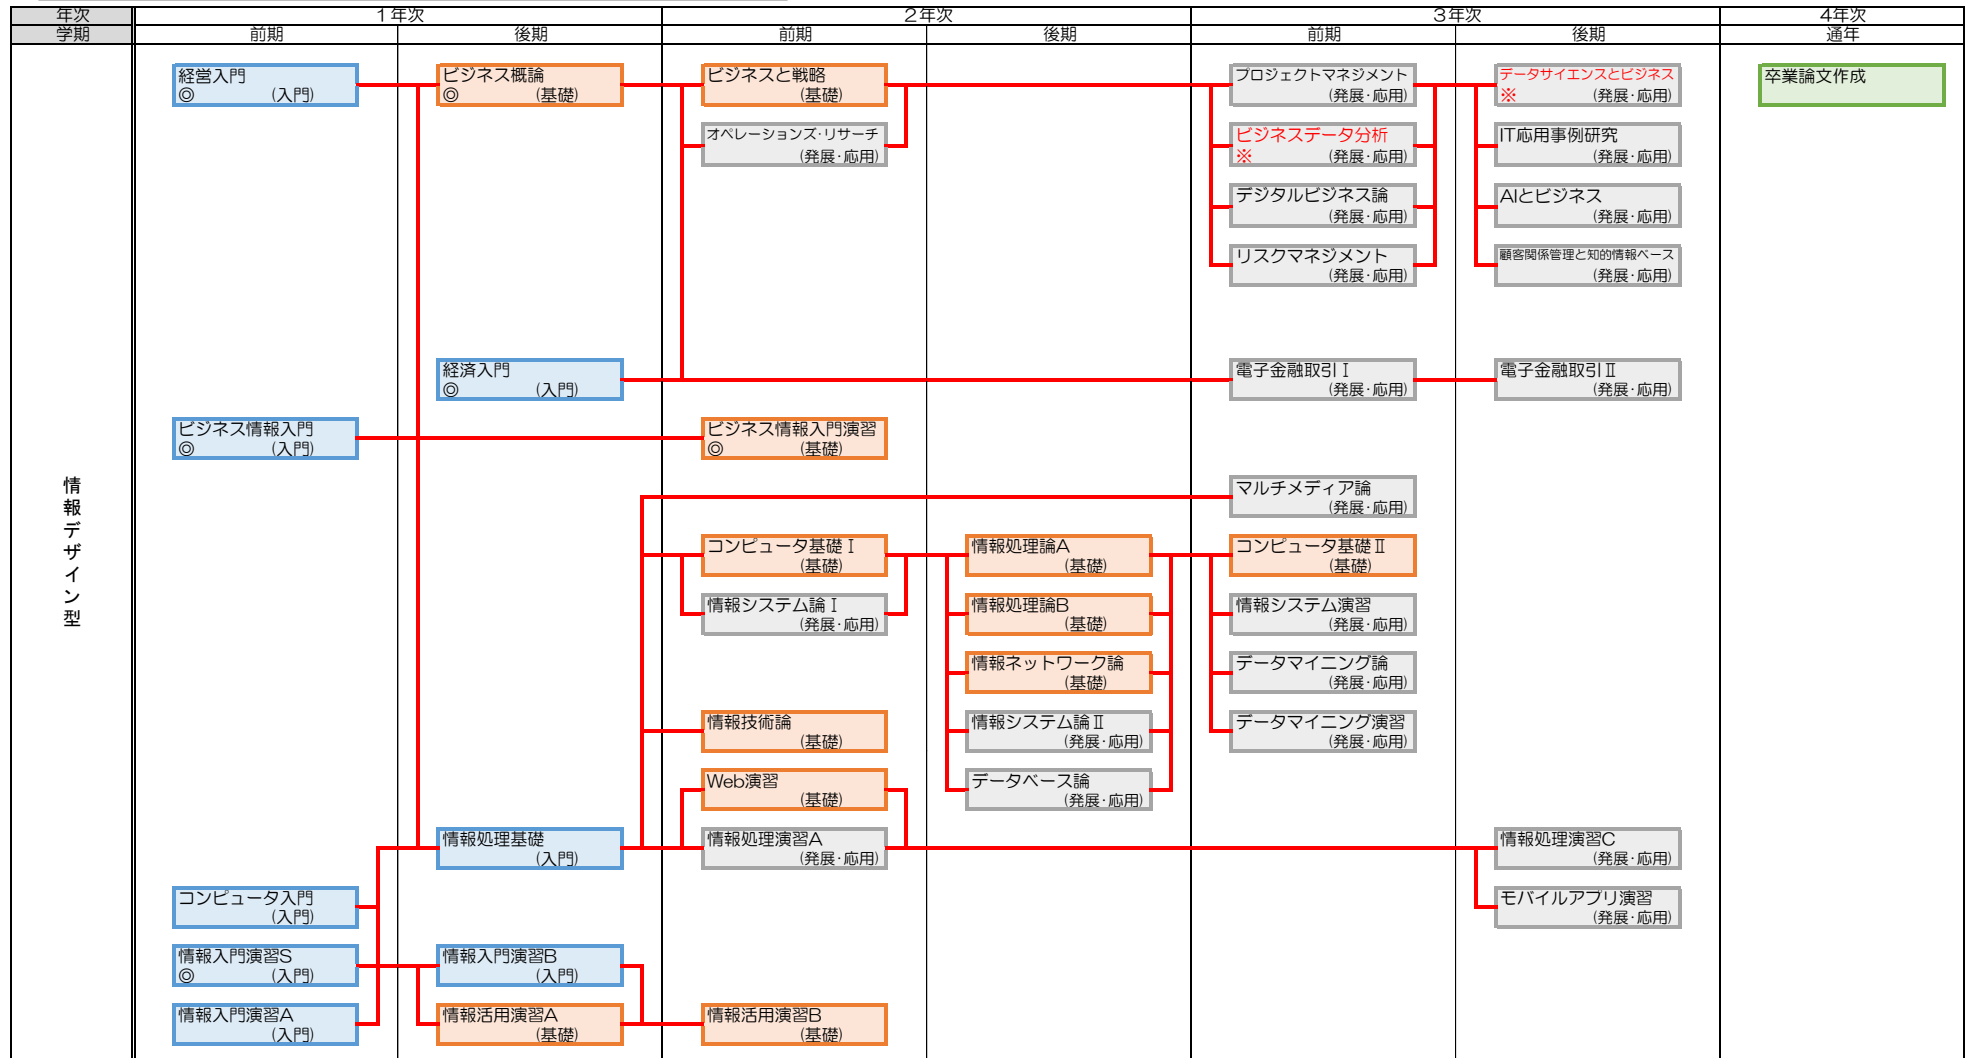 年次 1年次 2年次 3年次 4年次
学期 前期 後期 前期 後期 前期 後期 通年
情報デザイン型
経営入門
◎ (入門)
ビジネス概論
◎ (基礎)
ビジネスと戦略
(基礎)
プロジェクトマネジメント
(発展・応用)
データサイエンスとビジネス
※ (発展・応用)
卒業論文作成
オペレーションズ・リサーチ
(発展・応用)
ビジネスデータ分析
※ (発展・応用)
IT応用事例研究
(発展・応用)
デジタルビジネス論
(発展・応用)
AIとビジネス
(発展・応用)
リスクマネジメント
(発展・応用)
顧客関係管理と知的情報ベース
(発展・応用)
経済入門
◎ (入門)
電子金融取引Ⅰ
(発展・応用)
電子金融取引Ⅱ
(発展・応用)
ビジネス情報入門
◎ (入門)
ビジネス情報入門演習
◎ (基礎)
マルチメディア論
(発展・応用)
コンピュータ基礎Ⅰ
(基礎)
情報処理論A
(基礎)
コンピュータ基礎Ⅱ
(基礎)
情報システム論Ⅰ
(発展・応用)
情報処理論B
(基礎)
情報システム演習
(発展・応用)
情報ネットワーク論
(基礎)
データマイニング論
(発展・応用)
情報技術論
(基礎)
情報システム論Ⅱ
(発展・応用)
データマイニング演習
(発展・応用)
Web演習
(基礎)
データベース論
(発展・応用)
情報処理基礎
(入門)
情報処理演習A
(発展・応用)
情報処理演習C
(発展・応用)
コンピュータ入門
(入門)
モバイルアプリ演習
(発展・応用)
情報入門演習S
◎ (入門)
情報入門演習B
(入門)
情報入門演習A
(入門)
情報活用演習A
(基礎)
情報活用演習B
(基礎)